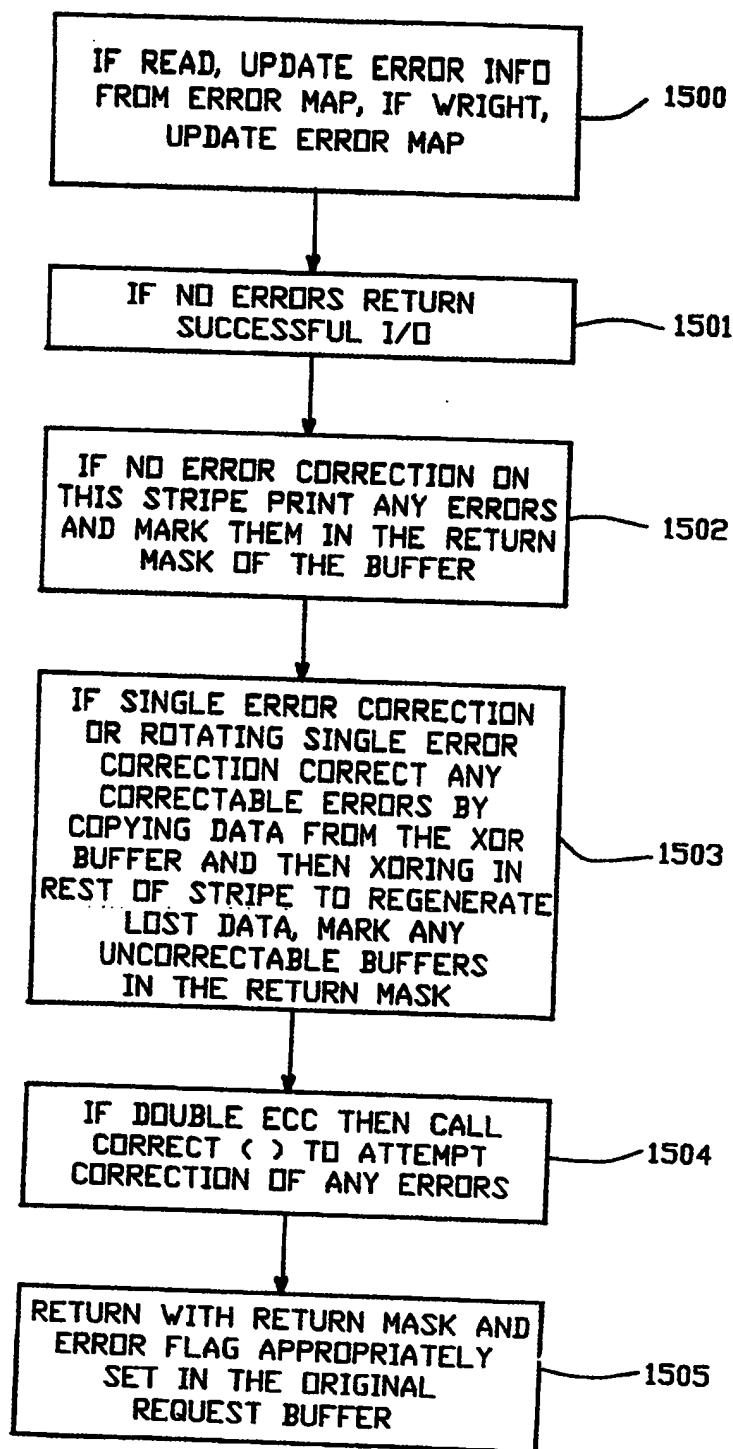 IF READ, UPDATE ERROR INFO
FROM ERROR MAP, IF WRIGHT,
UPDATE ERROR MAP
1500
IF NO ERRORS RETURN
SUCCESSFUL I/O
1501
IF NO ERROR CORRECTION ON
THIS STRIPE PRINT ANY ERRORS
AND MARK THEM IN THE RETURN
MASK OF THE BUFFER
1502
IF SINGLE ERROR CORRECTION
OR ROTATING SINGLE ERROR
CORRECTION CORRECT ANY
CORRECTABLE ERRORS BY
COPYING DATA FROM THE XOR
BUFFER AND THEN XORING IN
REST OF STRIPE TO REGENERATE
LOST DATA, MARK ANY
UNCORRECTABLE BUFFERS
IN THE RETURN MASK
1503
IF DOUBLE ECC THEN CALL
CORRECT ( ) TO ATTEMPT
CORRECTION OF ANY ERRORS
1504
RETURN WITH RETURN MASK AND
ERROR FLAG APPROPRIATELY
SET IN THE ORIGINAL
REQUEST BUFFER
1505